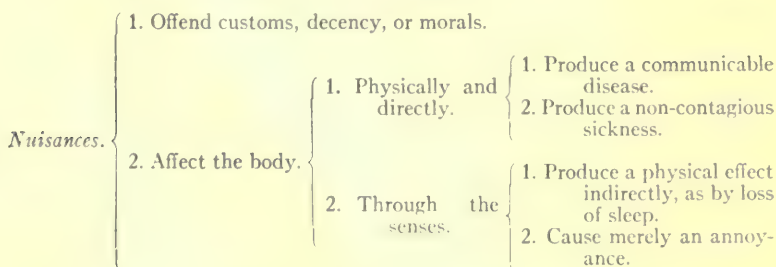 1. Offend customs, decency, or morals.
Nuisances.
2. Affect the body.
1. Physically and
directly.
1. Produce a communicable
disease.
2. Produce a non-contagious
sickness.
2. Through the
senses.
1. Produce a physical effect
indirectly, as by loss
of sleep.
2. Cause merely an annoy-
ance.